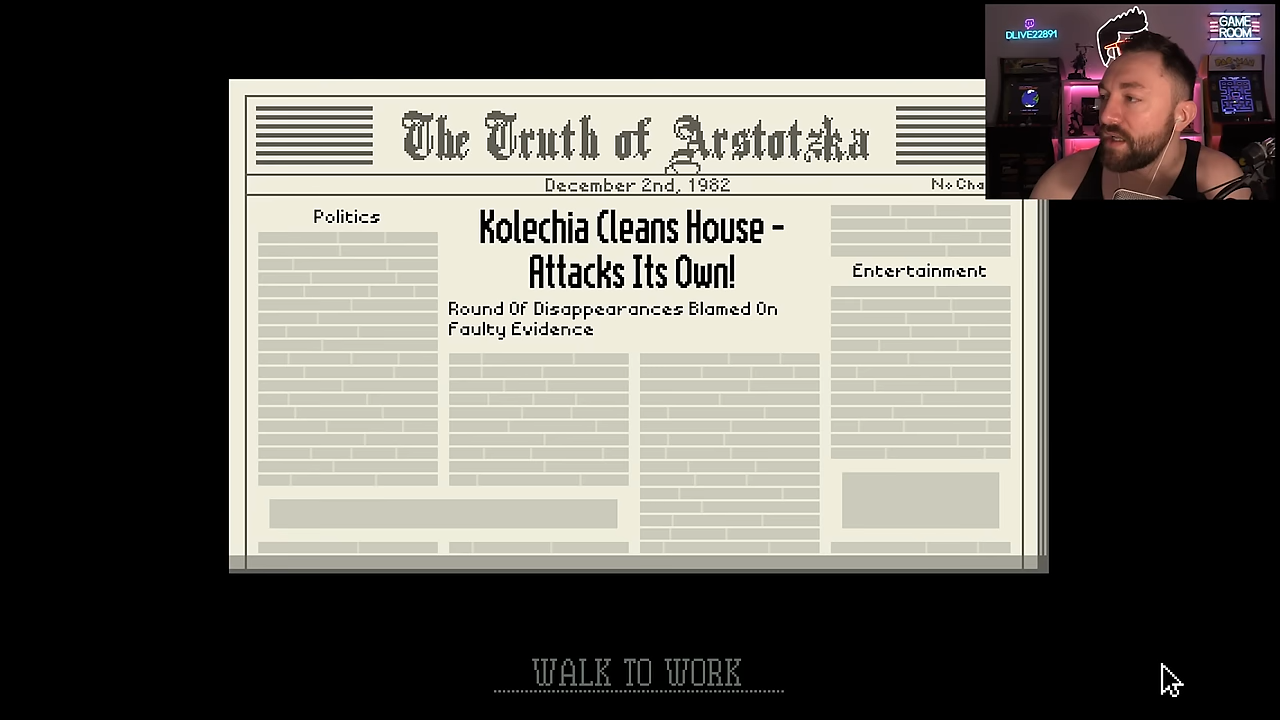 DLIVE22891
GAME
ROOM
The Truth of Arstotzka
December 2nd, 1982
Politics
Kolechia Cleans House -
Attacks Its Own!
Round Of Disappearances Blamed On
Faulty Evidence
Entertainment
WALK TO WORK